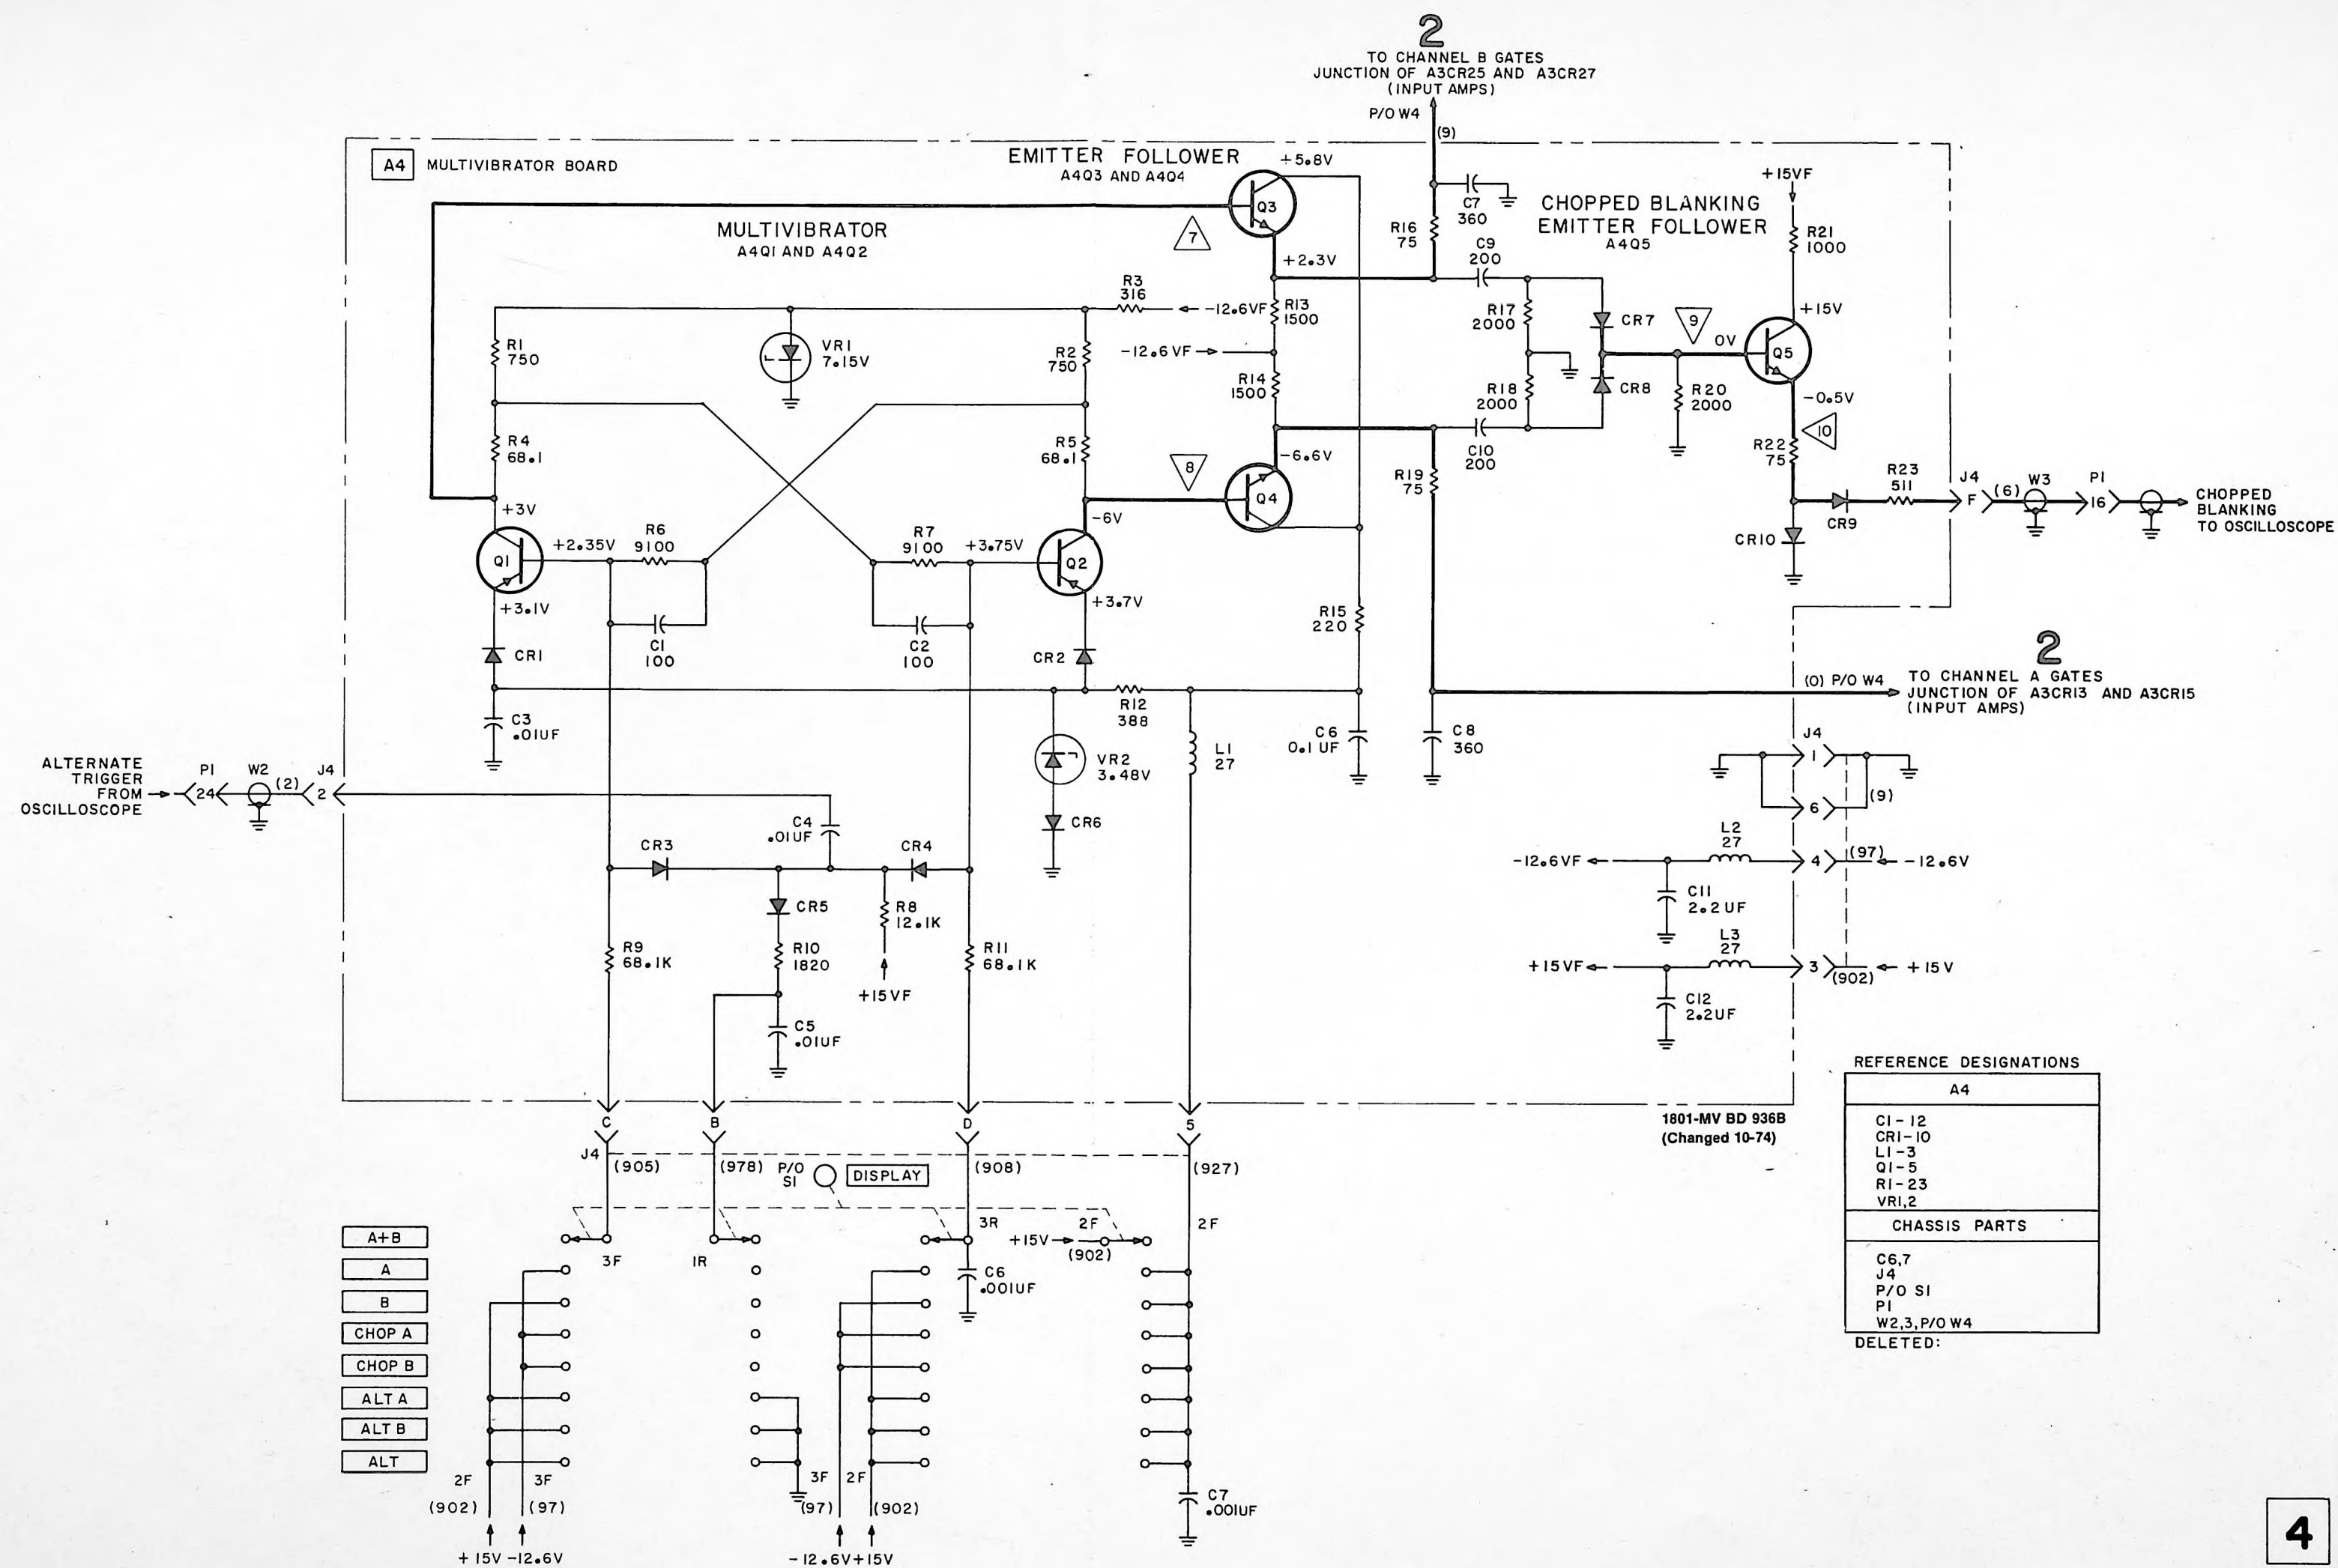 2
TO CHANNEL B GATES
JUNCTION OF A3CR25 AND A3CR27
(INPUT AMPS)
P/O W4
(9)
A4
MULTIVIBRATOR BOARD
EMITTER FOLLOWER
A4Q3 AND A4Q4
+5.8V
Q3
7
+2.3V
MULTIVIBRATOR
A4Q1 AND A4Q2
C7
360
R16
75
CHOPPED BLANKING
EMITTER FOLLOWER
A4Q5
+15VF
R21
1000
C9
200
R3
316
-12.6VF
R13
1500
-12.6VF
R14
1500
R17
2000
R18
2000
CR7
CR8
9
0V
+15V
Q5
R20
2000
-0.5V
10
R22
75
R1
750
VR1
7.15V
R2
750
R4
68.1
R5
68.1
C10
200
-6.6V
8
Q4
R19
75
R23
511
J4
F
(6)
W3
P1
16
CHOPPED
BLANKING
TO OSCILLOSCOPE
CR9
CR10
+3V
-6V
Q1
+2.35V
R6
9100
R7
9100
+3.75V
Q2
+3.1V
+3.7V
C1
100
C2
100
CR1
CR2
R15
220
R12
388
C3
.01UF
VR2
3.48V
CR6
L1
27
C6
0.1 UF
C8
360
2
(0) P/O W4
TO CHANNEL A GATES
JUNCTION OF A3CR13 AND A3CR15
(INPUT AMPS)
ALTERNATE
TRIGGER
FROM
OSCILLOSCOPE
P1
24
W2
(2)
J4
2
C4
.01UF
CR3
CR4
CR5
R8
12.1K
R9
68.1K
R10
1820
R11
68.1K
+15VF
C5
.01UF
J4
1
6
(9)
L2
27
-12.6VF
4
(97)
-12.6V
C11
2.2UF
L3
27
+15VF
3
(902)
+15V
C12
2.2UF
C
B
D
5
1801-MV BD 936B
(Changed 10-74)
J4
(905)
(978)
P/O
S1
DISPLAY
(908)
(927)
A+B
A
B
CHOP A
CHOP B
ALT A
ALT B
ALT
3F
1R
3R
C6
.001UF
+15V
2F
(902)
2F
2F
(902)
3F
(97)
3F
(97)
2F
(902)
C7
.001UF
+15V
-12.6V
-12.6V
+15V
REFERENCE DESIGNATIONS
A4
C1-12
CR1-10
L1-3
Q1-5
R1-23
VR1,2
CHASSIS PARTS
C6,7
J4
P/O S1
P1
W2,3,P/O W4
DELETED:
4